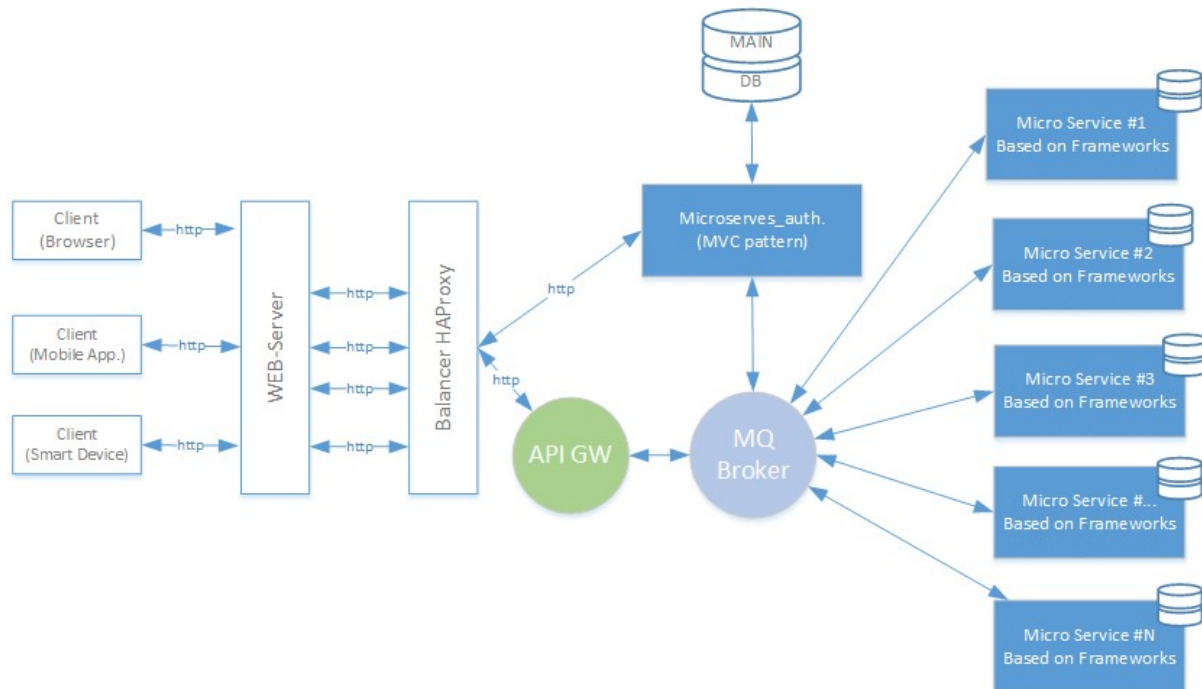 MAIN
DB
Micro Service #1
Based on Frameworks
Microserves_auth.
(MVC pattern)
Client
(Browser)
http
WEB-Server
Balancer HAProxy
http
http
Micro Service #2
Based on Frameworks
Client
(Mobile App.)
http
http
http
http
Micro Service #3
Based on Frameworks
Client
(Smart Device)
http
http
API GW
MQ
Broker
Micro Service #...
Based on Frameworks
Micro Service #N
Based on Frameworks